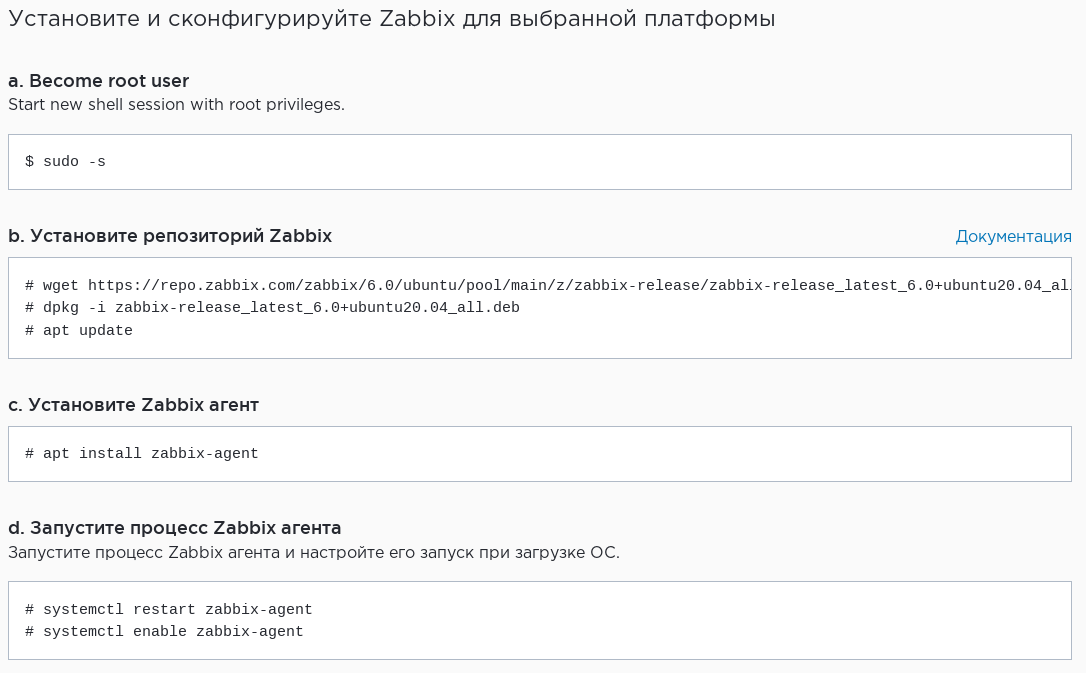 Установите и сконфигурируйте Zabbix для выбранной платформы
a. Become root user
Start new shell session with root privileges.
$ sudo -s
b. Установите репозиторий Zabbix
Документация
# wget https://repo.zabbix.com/zabbix/6.0/ubuntu/pool/main/z/zabbix-release/zabbix-release_latest_6.0+ubuntu20.04_al
# dpkg -i zabbix-release_latest_6.0+ubuntu20.04_all.deb
# apt update
c. Установите Zabbix агент
# apt install zabbix-agent
d. Запустите процесс Zabbix агента
Запустите процесс Zabbix агента и настройте его запуск при загрузке ОС.
# systemctl restart zabbix-agent
# systemctl enable zabbix-agent